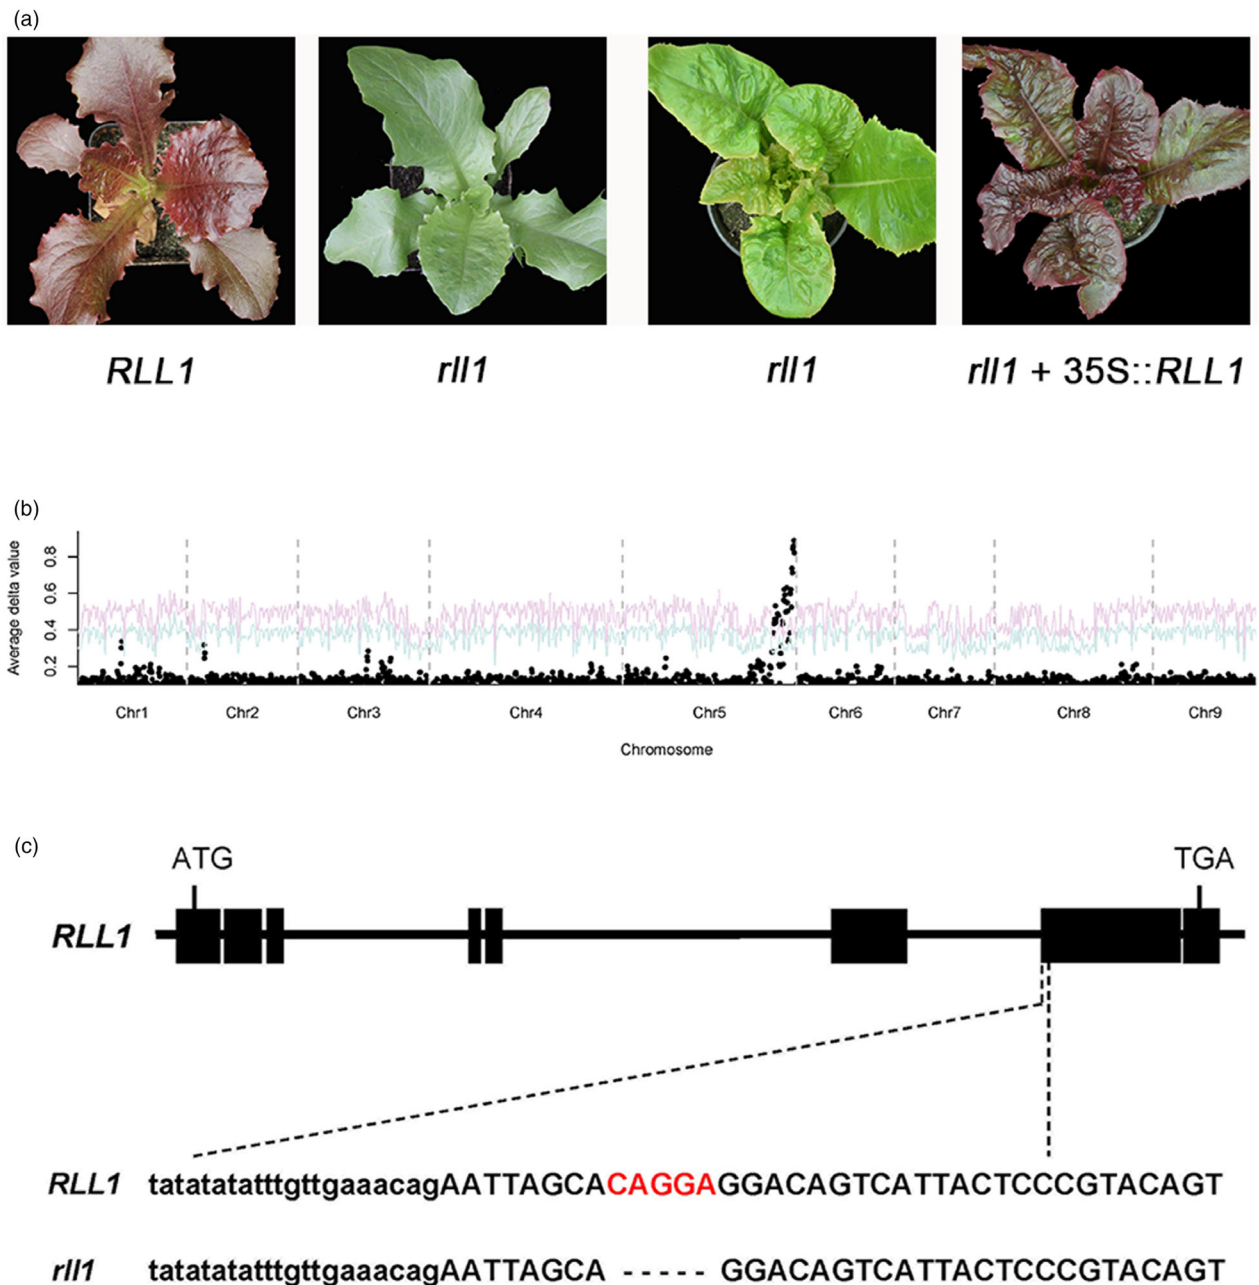 (a)
RLL1 rll1 rll1 rll1 + 35S::RLL1
(b)
Average delta value
0.8
0.6
0.4
0.2
Chr1 Chr2 Chr3 Chr4 Chr5 Chr6 Chr7 Chr8 Chr9
Chromosome
(c)
ATG TGA
RLL1
RLL1 tatatatatttgttgaaacagAATTAGCACAGGAGGACAGTCATTACTCCCGTACAGT
rll1 tatatatatttgttgaaacagAATTAGCA - - - - - GGACAGTCATTACTCCCGTACAGT